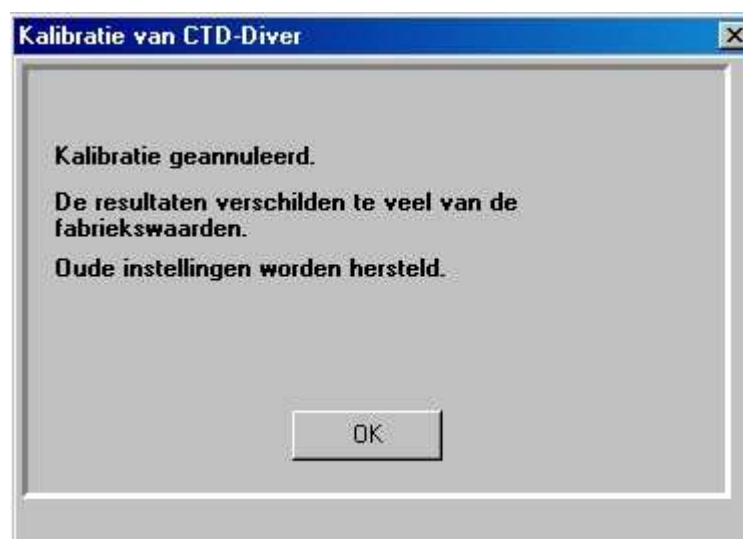 Kalibratie van CTD-Diver
Kalibratie geannuleerd.
De resultaten verschilden te veel van de
fabriekswaarden.
Oude instellingen worden hersteld.
OK